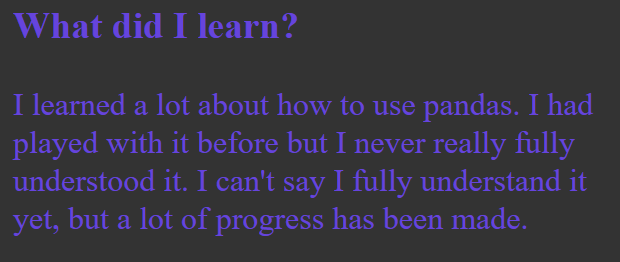 What did I learn?
I learned a lot about how to use pandas. I had
played with it before but I never really fully
understood it. I can't say I fully understand it
yet, but a lot of progress has been made.